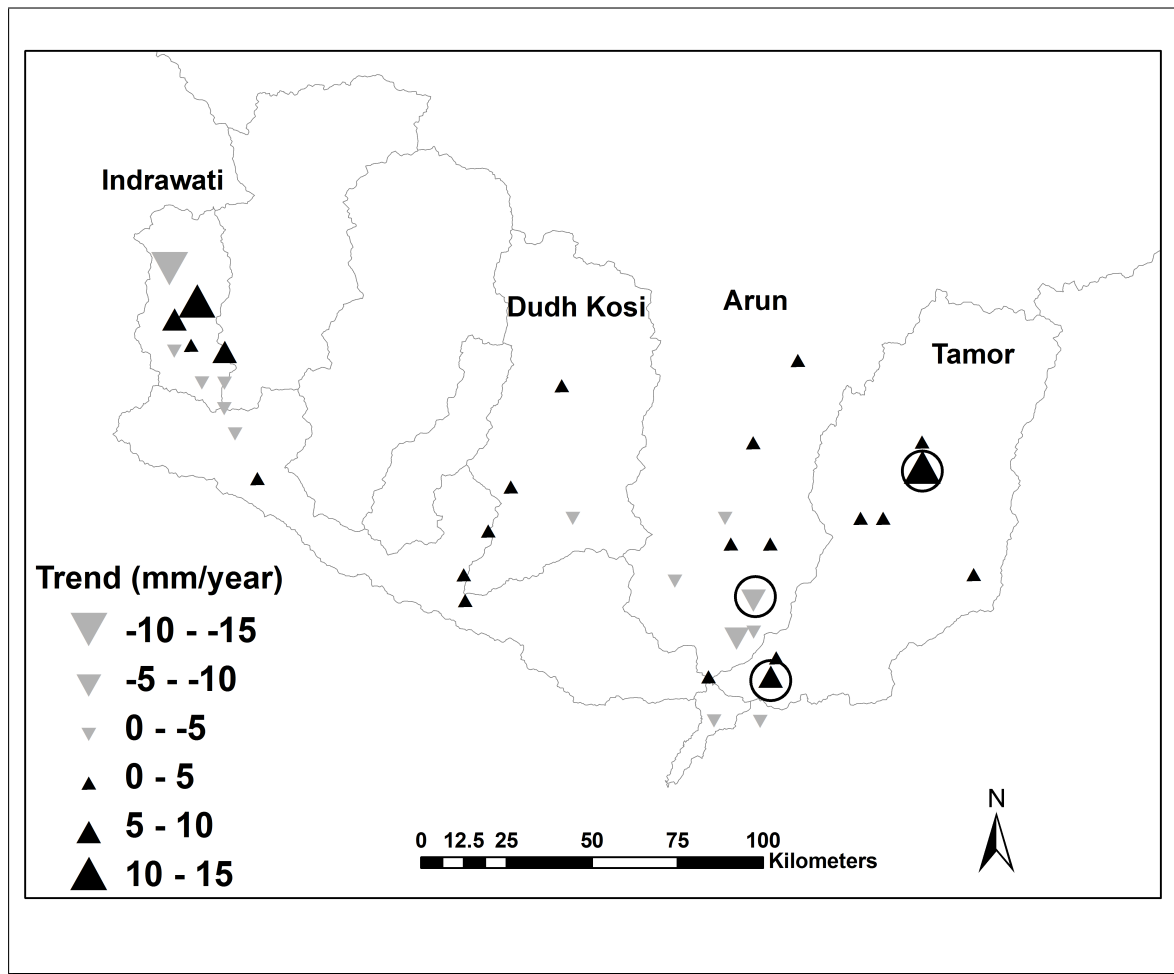 Indrawati
Dudh Kosi
Arun
Tamor
Trend (mm/year)
-10 - -15
-5 - -10
0 - -5
0 - 5
5 - 10
10 - 15
0 12.5 25 50 75 100
Kilometers
N